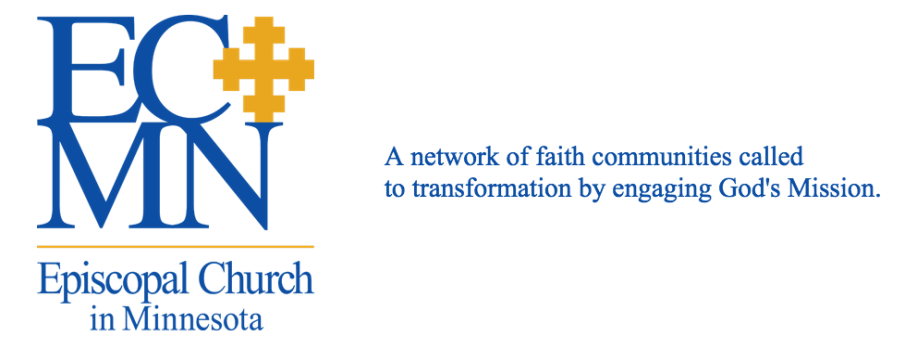 EC
MN
Episcopal Church
in Minnesota
A network of faith communities called
to transformation by engaging God's Mission.